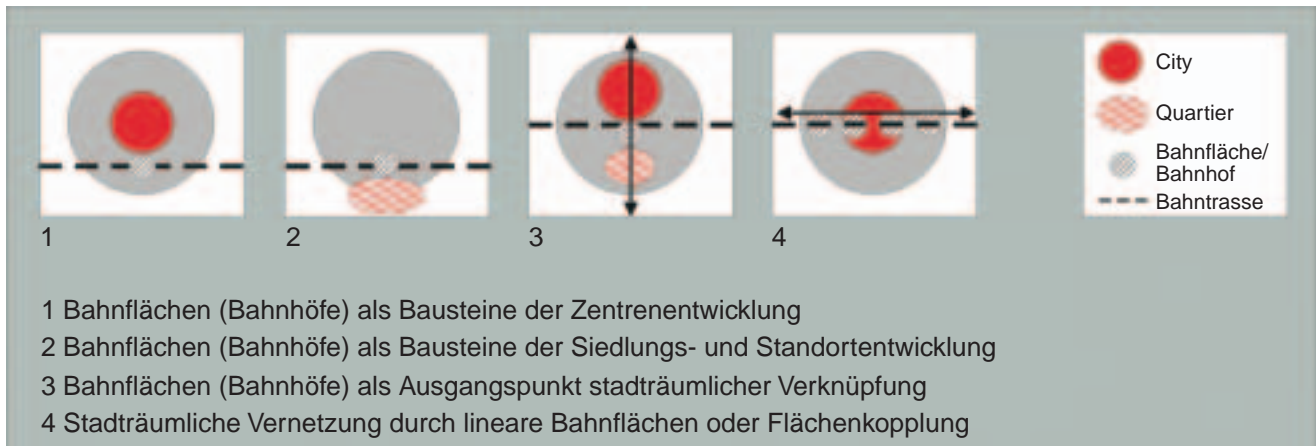 City
Quartier
Bahnfläche/
Bahnhof
Bahntrasse
1 2 3 4
1 Bahnflächen (Bahnhöfe) als Bausteine der Zentrenentwicklung
2 Bahnflächen (Bahnhöfe) als Bausteine der Siedlungs- und Standortentwicklung
3 Bahnflächen (Bahnhöfe) als Ausgangspunkt stadträumlicher Verknüpfung
4 Stadträumliche Vernetzung durch lineare Bahnflächen oder Flächenkopplung